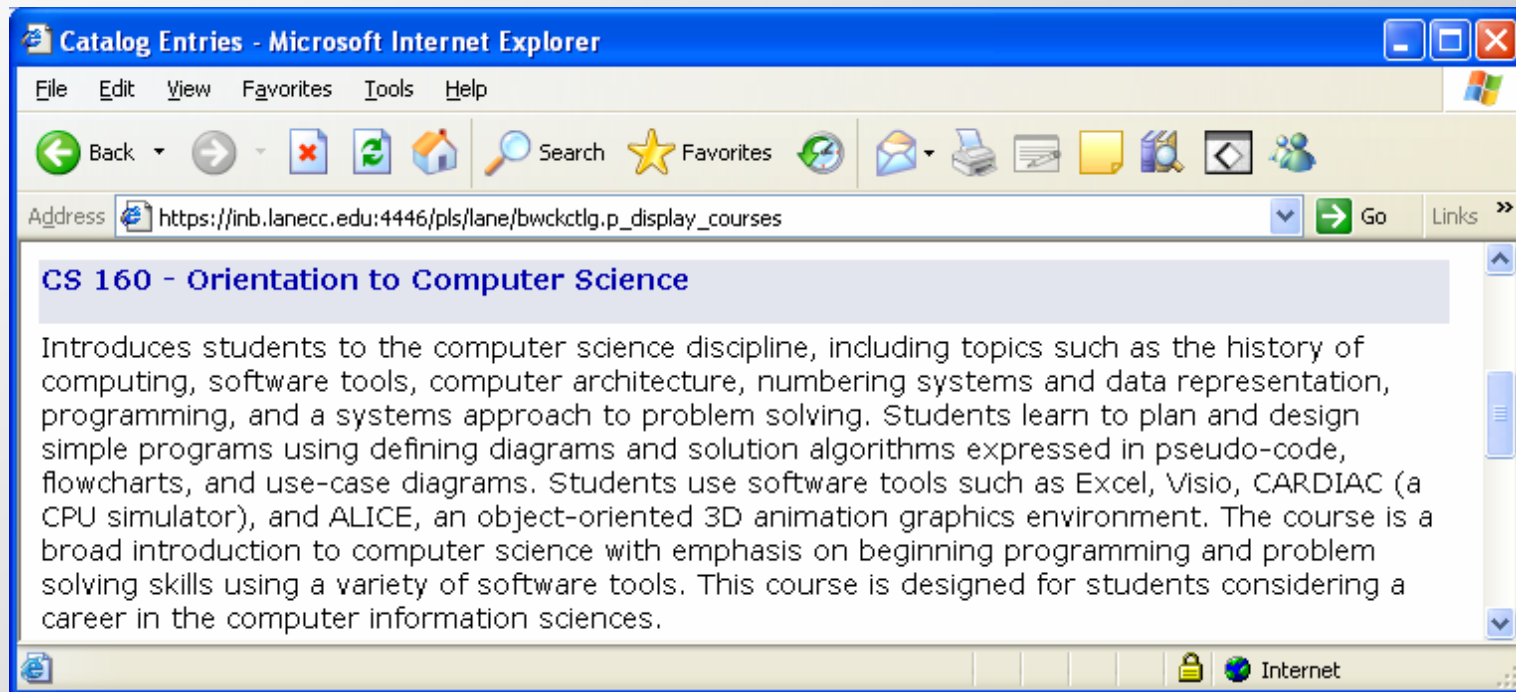 Catalog Entries - Microsoft Internet Explorer
File Edit View Favorites Tools Help
Back Search Favorites
Address https://inb.lanecc.edu:4446/pls/lane/bwckctlg.p_display_courses Go Links »
CS 160 - Orientation to Computer Science
Introduces students to the computer science discipline, including topics such as the history of
computing, software tools, computer architecture, numbering systems and data representation,
programming, and a systems approach to problem solving. Students learn to plan and design
simple programs using defining diagrams and solution algorithms expressed in pseudo-code,
flowcharts, and use-case diagrams. Students use software tools such as Excel, Visio, CARDIAC (a
CPU simulator), and ALICE, an object-oriented 3D animation graphics environment. The course is a
broad introduction to computer science with emphasis on beginning programming and problem
solving skills using a variety of software tools. This course is designed for students considering a
career in the computer information sciences.
Internet